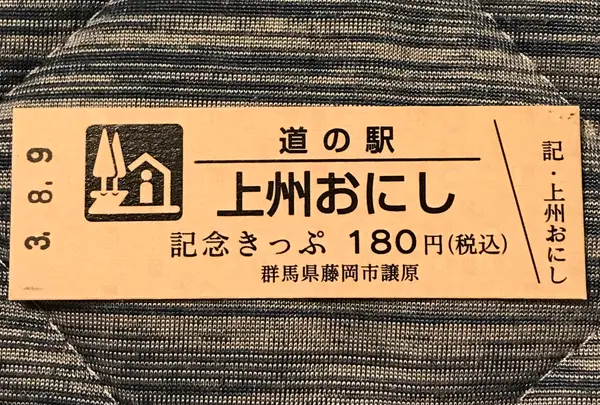 3.8.9
道の駅
上州おにし
記念きっぷ 180円(税込)
群馬県藤岡市譲原
記・上州おにし